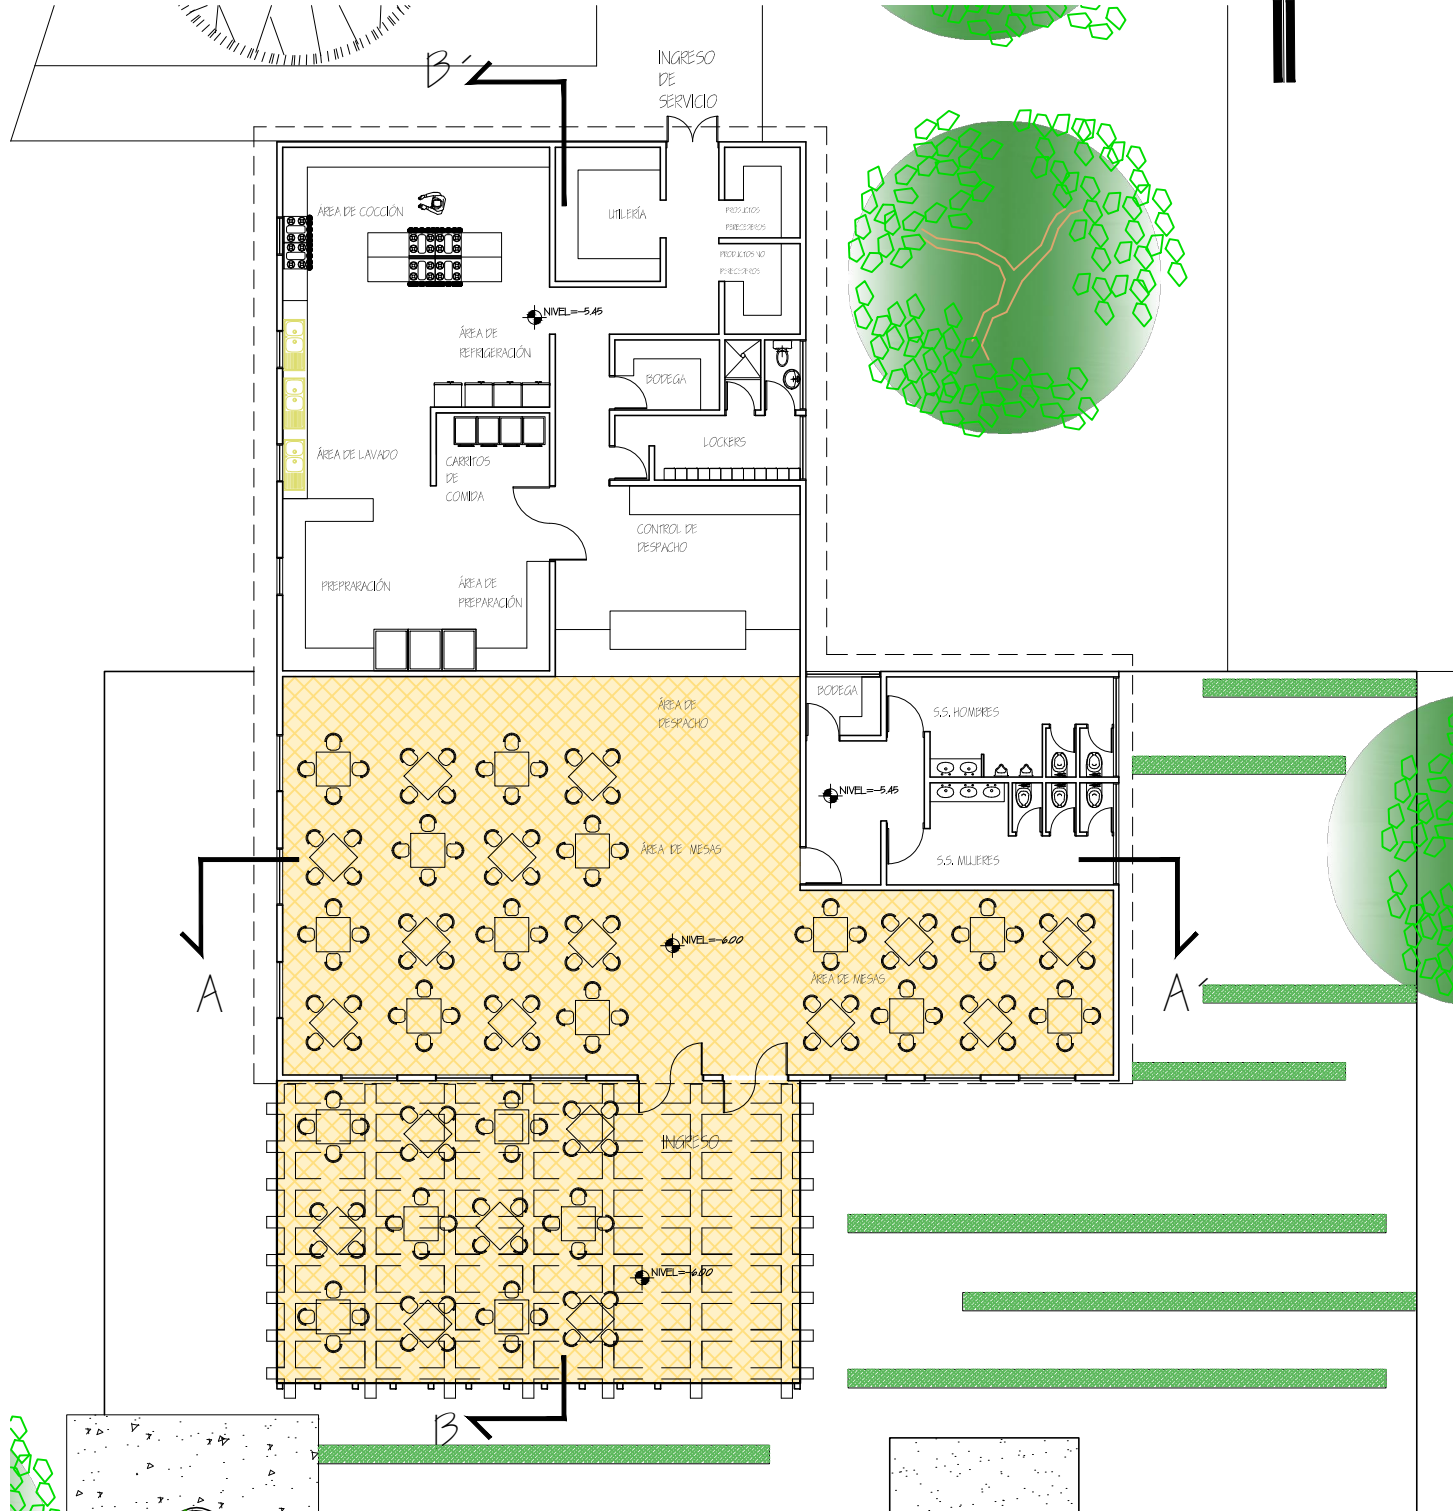 B´
INGRESO
DE
SERVICIO
ÁREA DE COCCIÓN
UTILERÍA
PRODUCTOS
PERECEDEROS
PRODUCTOS NO
PERECEDEROS
NIVEL=-5.45
ÁREA DE
REFRIGERACIÓN
BODEGA
LOCKERS
ÁREA DE LAVADO
CARRITOS
DE
COMIDA
CONTROL DE
DESPACHO
PREPRARACIÓN
ÁREA DE
PREPARACIÓN
BODEGA
S.S. HOMBRES
ÁREA DE
DESPACHO
NIVEL=-5.45
ÁREA DE MESAS
S.S. MUJERES
NIVEL=-6.00
ÁREA DE MESAS
A
A´
INGRESO
NIVEL=-6.00
B